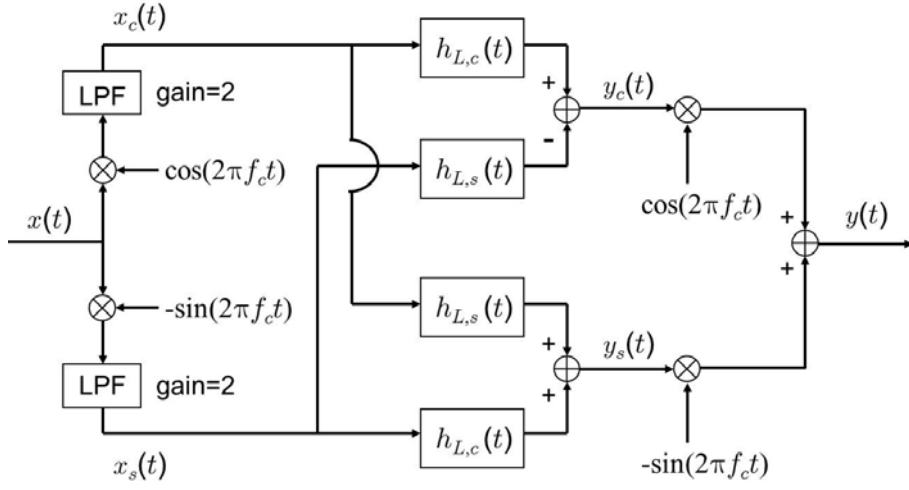 x_c(t)
h_{L,c}(t)
LPF
gain=2
+
y_c(t)
-
cos(2πf_ct)
h_{L,s}(t)
cos(2πf_ct)
x(t)
+
y(t)
+
-sin(2πf_ct)
h_{L,s}(t)
+
y_s(t)
LPF
gain=2
+
h_{L,c}(t)
-sin(2πf_ct)
x_s(t)